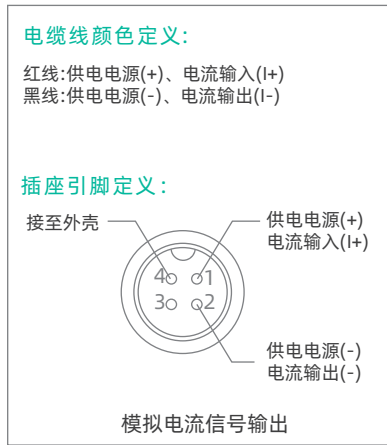 电缆线颜色定义:
红线:供电电源(+)、电流输入(I+)
黑线:供电电源(-)、电流输出(I-)
插座引脚定义:
接至外壳
供电电源(+)
电流输入(I+)
4 1
3 2
供电电源(-)
电流输出(-)
模拟电流信号输出